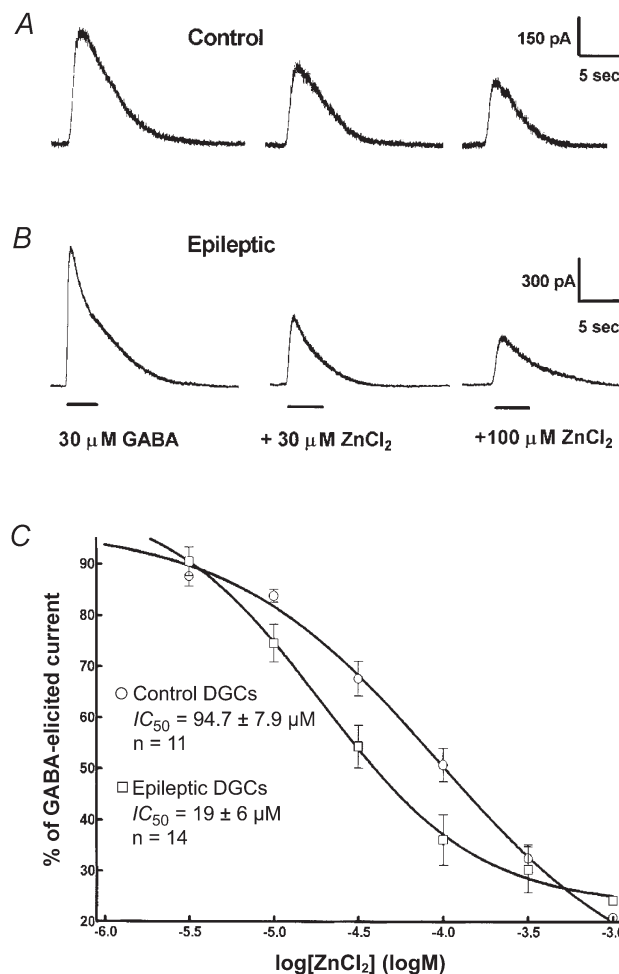 A
Control
150 pA
5 sec
B
Epileptic
300 pA
5 sec
30 μM GABA
+ 30 μM ZnCl₂
+100 μM ZnCl₂
C
% of GABA-elicited current
90
80
70
60
50
40
30
20
Control DGCs
IC₅₀ = 94.7 ± 7.9 μM
n = 11
Epileptic DGCs
IC₅₀ = 19 ± 6 μM
n = 14
-6.0 -5.5 -5.0 -4.5 -4.0 -3.5 -3.0
log[ZnCl₂] (logM)